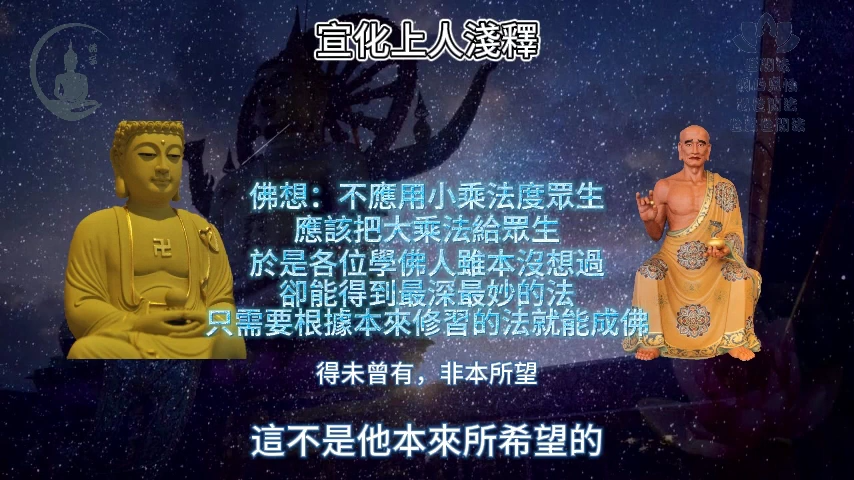 宣化上人淺釋
佛想：不應用小乘法度眾生
應該把大乘法給眾生
於是各位學佛人雖本沒想過
卻能得到最深最妙的法
只需要根據本來修習的法就能成佛
得未曾有，非本所望
這不是他本來所希望的
卍